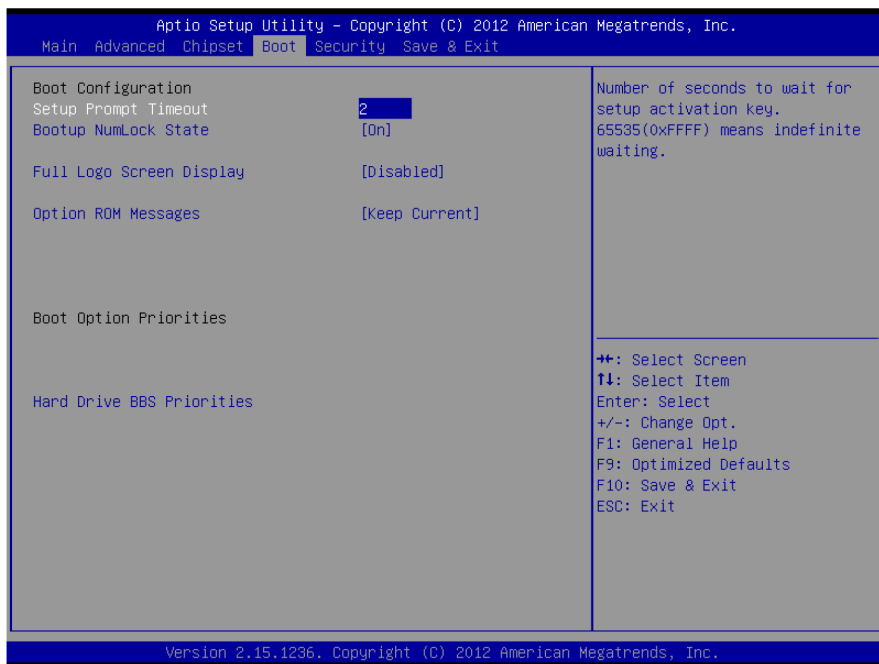 Aptio Setup Utility – Copyright (C) 2012 American Megatrends, Inc.
Main Advanced Chipset Boot Security Save & Exit
Boot Configuration
Setup Prompt Timeout 2
Bootup NumLock State [On]
Full Logo Screen Display [Disabled]
Option ROM Messages [Keep Current]
Boot Option Priorities
Hard Drive BBS Priorities
Number of seconds to wait for
setup activation key.
65535(0xFFFF) means indefinite
waiting.
→←: Select Screen
↑↓: Select Item
Enter: Select
+/-: Change Opt.
F1: General Help
F9: Optimized Defaults
F10: Save & Exit
ESC: Exit
Version 2.15.1236. Copyright (C) 2012 American Megatrends, Inc.